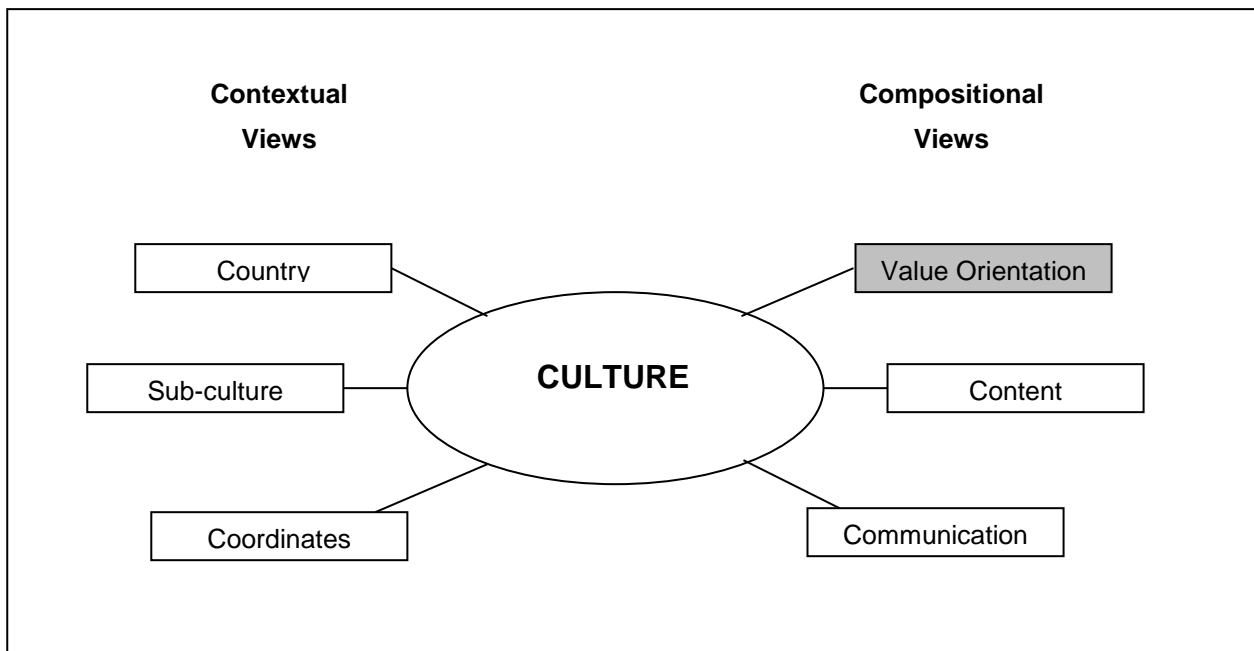 Contextual
Views
Compositional
Views
Country
Value Orientation
CULTURE
Sub-culture
Content
Coordinates
Communication